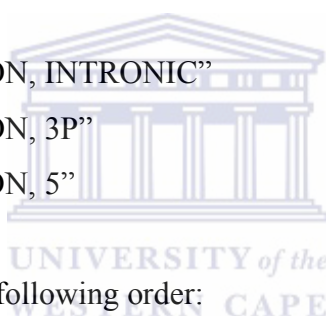 ON, INTRONIC”
ON, 3P”
ON, 5”
UNIVERSITY of the
following order:
WESTERN CAPE